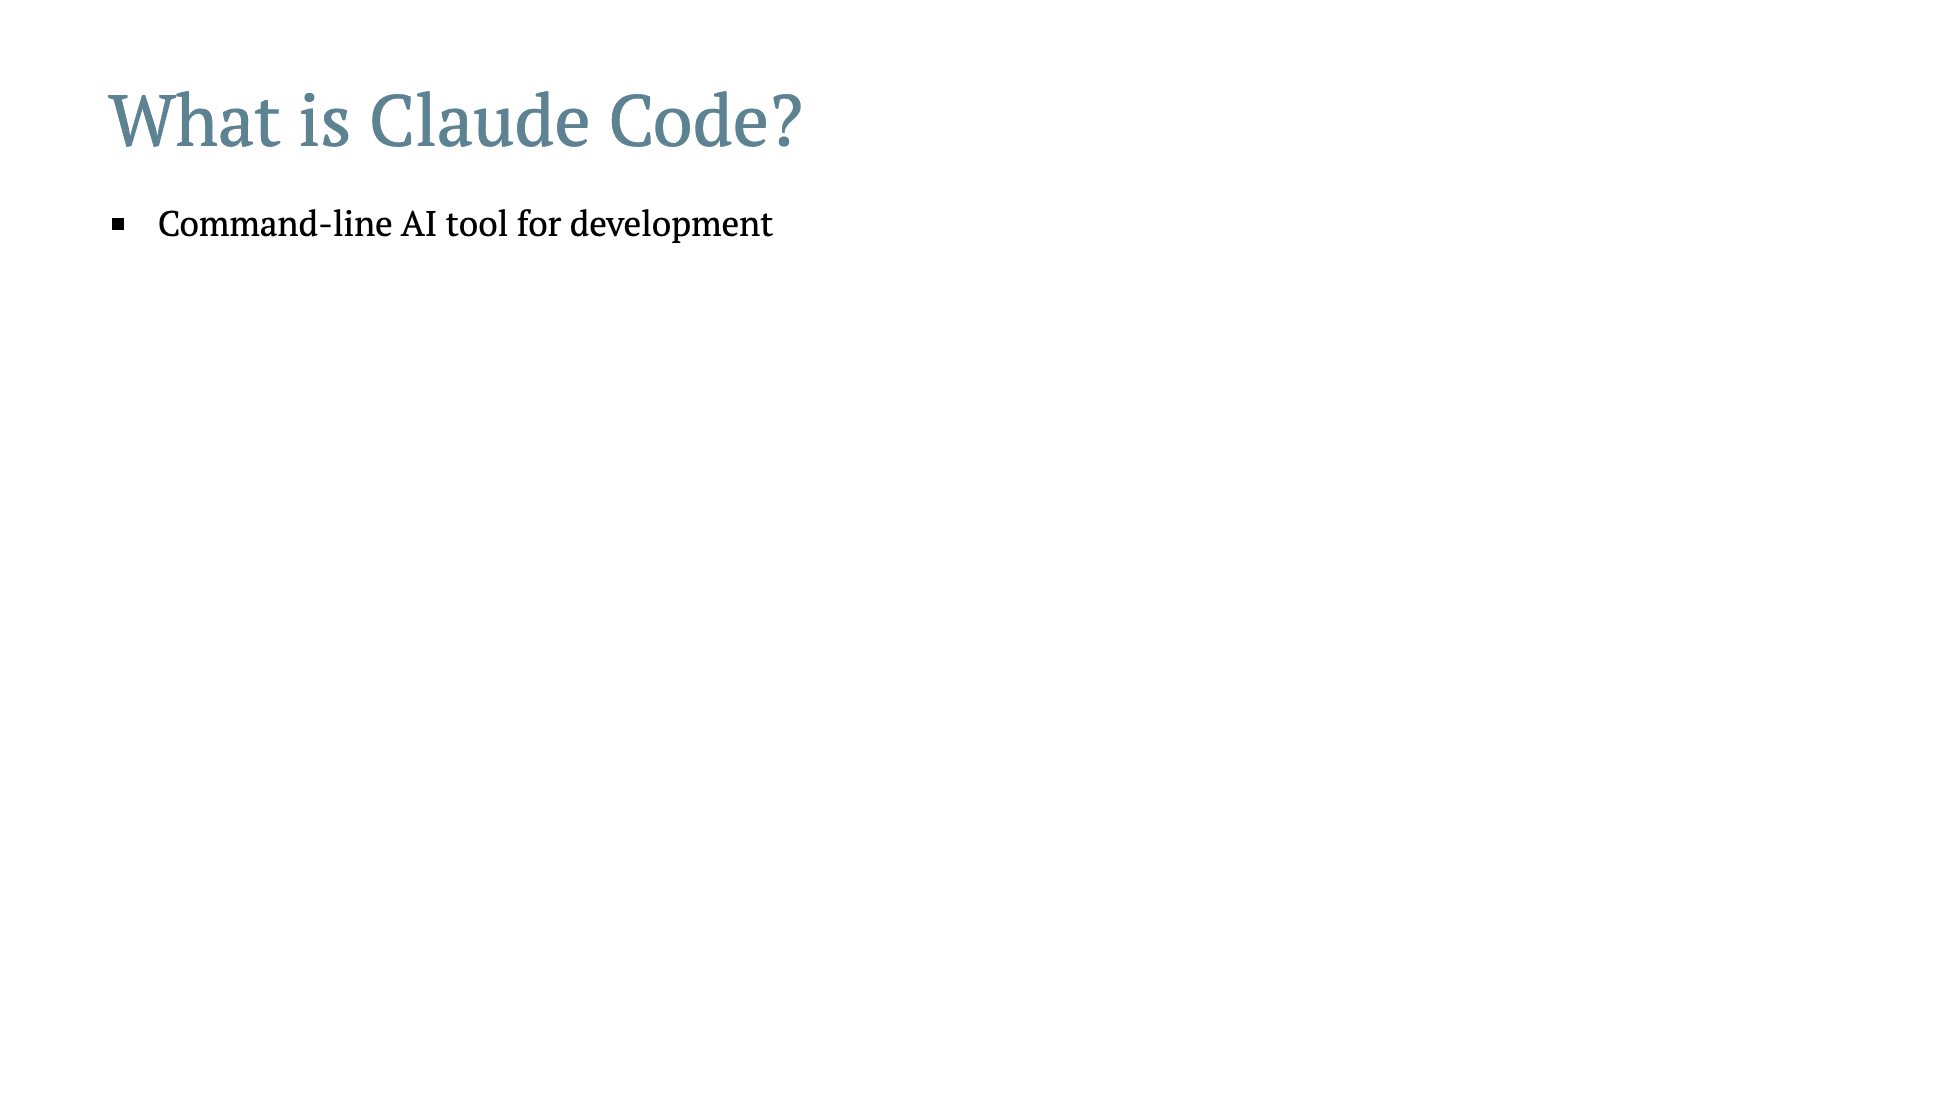 What is Claude Code?
▪ Command-line AI tool for development